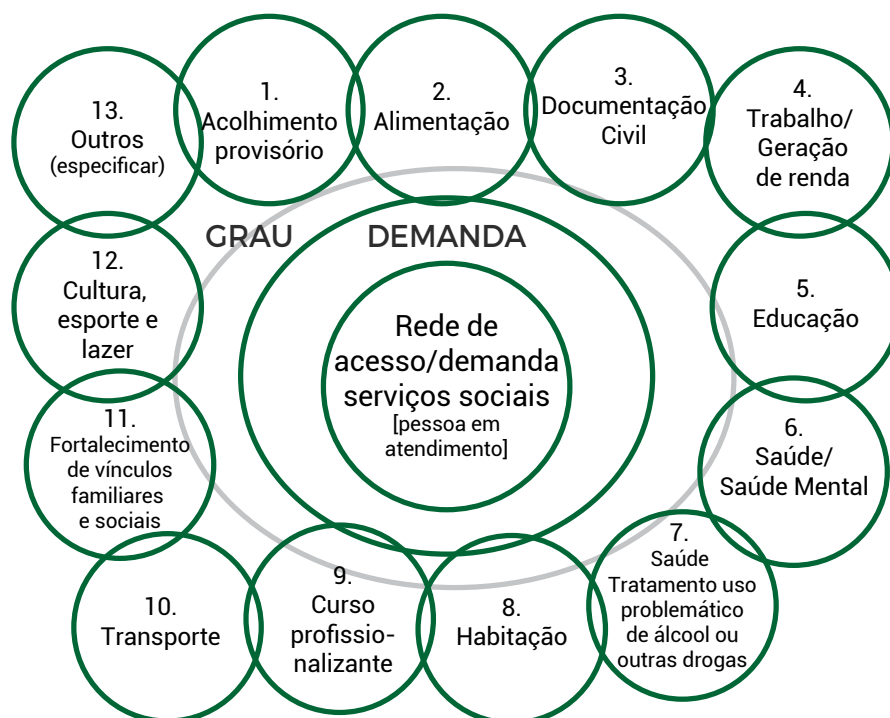 1.
Acolhimento
provisório
2.
Alimentação
3.
Documentação
Civil
4.
Trabalho/
Geração
de renda
5.
Educação
6.
Saúde/
Saúde Mental
7.
Saúde
Tratamento uso
problemático
de álcool ou
outras drogas
8.
Habitação
9.
Curso
profissio-
nalizante
10.
Transporte
11.
Fortalecimento
de vínculos
familiares
e sociais
12.
Cultura,
esporte e
lazer
13.
Outros
(especificar)
GRAU
DEMANDA
Rede de
acesso/demanda
serviços sociais
[pessoa em
atendimento]